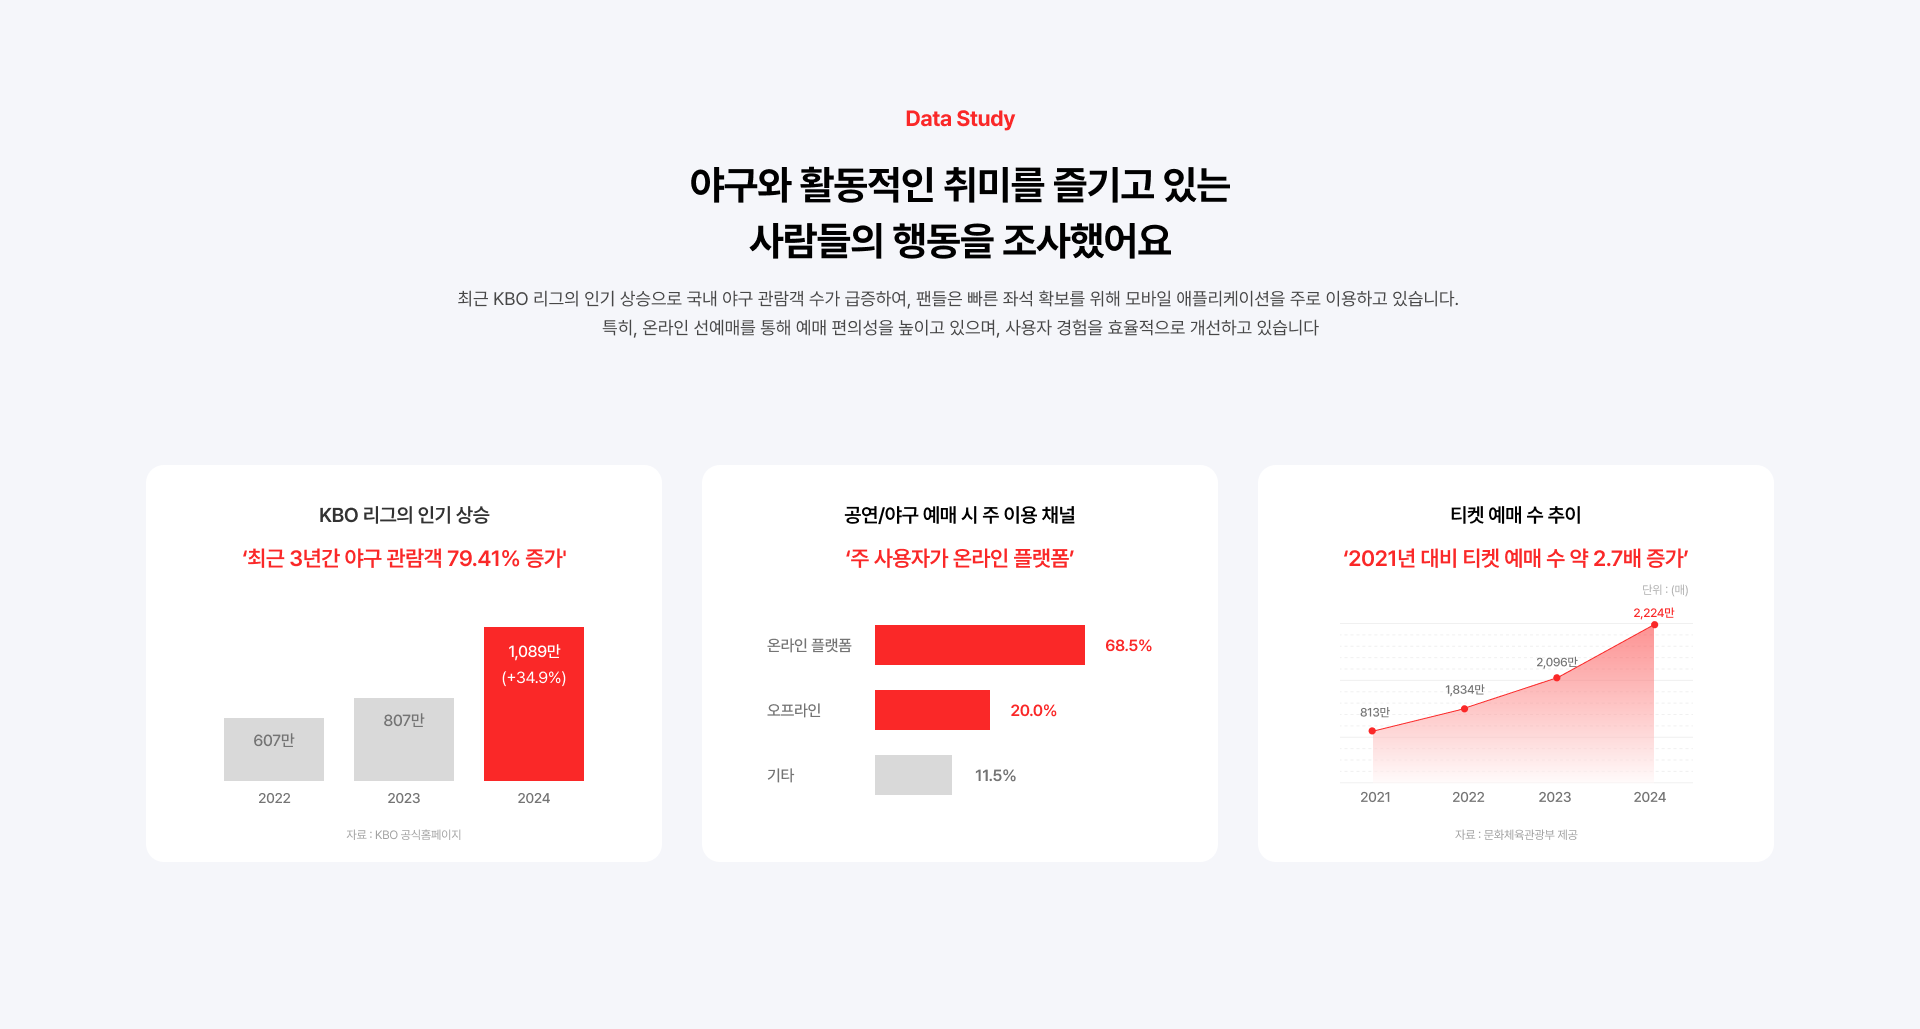 Data Study
야구와 활동적인 취미를 즐기고 있는
사람들의 행동을 조사했어요
최근 KBO 리그의 인기 상승으로 국내 야구 관람객 수가 급증하여, 팬들은 빠른 좌석 확보를 위해 모바일 애플리케이션을 주로 이용하고 있습니다.
특히, 온라인 선예매를 통해 예매 편의성을 높이고 있으며, 사용자 경험을 효율적으로 개선하고 있습니다
KBO 리그의 인기 상승
‘최근 3년간 야구 관람객 79.41% 증가'
607만
807만
1,089만
(+34.9%)
2022
2023
2024
자료 : KBO 공식홈페이지
공연/야구 예매 시 주 이용 채널
‘주 사용자가 온라인 플랫폼’
온라인 플랫폼
68.5%
오프라인
20.0%
기타
11.5%
티켓 예매 수 추이
‘2021년 대비 티켓 예매 수 약 2.7배 증가’
단위 : (매)
813만
1,834만
2,096만
2,224만
2021
2022
2023
2024
자료 : 문화체육관광부 제공